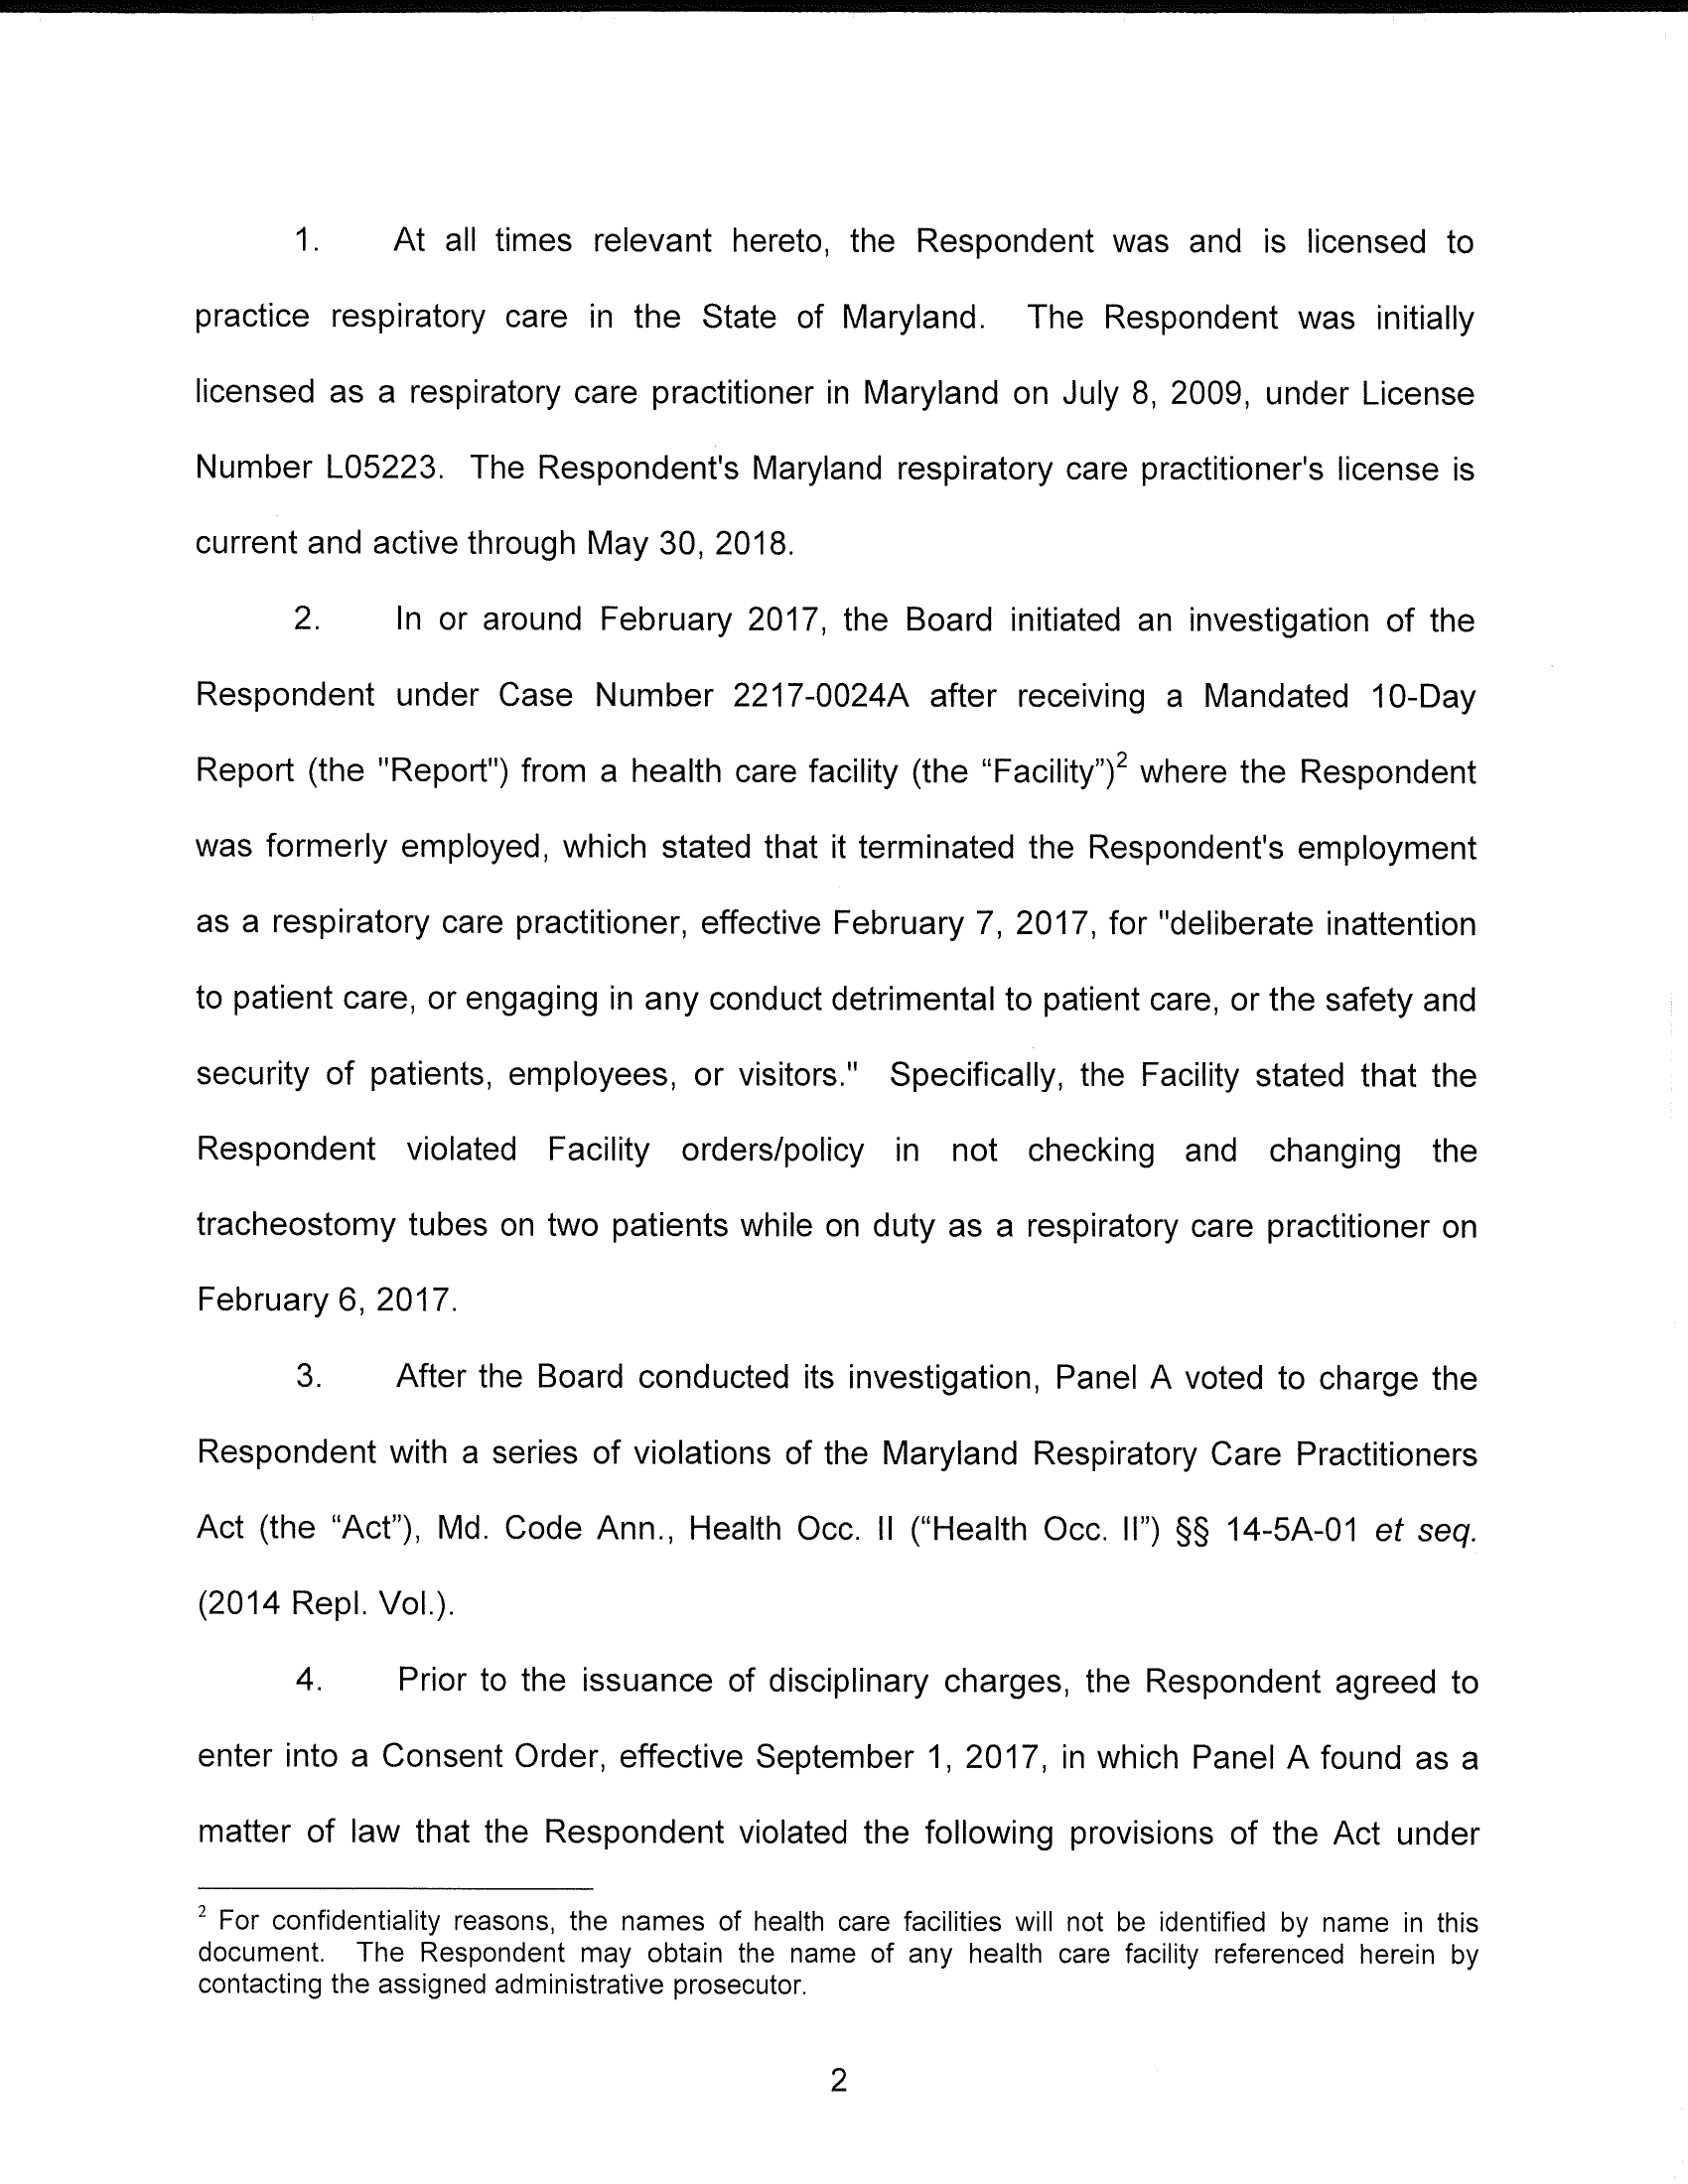 1. At all times relevant hereto, the Respondent was and is licensed to
practice respiratory care in the State of Maryland. The Respondent was initially
licensed as a respiratory care practitioner in Maryland on July 8, 2009, under License
Number L05223. The Respondent's Maryland respiratory care practitioner's license is
current and active through May 30, 2018.
2. In or around February 2017, the Board initiated an investigation of the
Respondent under Case Number 2217-0024A after receiving a Mandated 10-Day
Report (the "Report") from a health care facility (the “Facility”)² where the Respondent
was formerly employed, which stated that it terminated the Respondent's employment
as a respiratory care practitioner, effective February 7, 2017, for "deliberate inattention
to patient care, or engaging in any conduct detrimental to patient care, or the safety and
security of patients, employees, or visitors." Specifically, the Facility stated that the
Respondent violated Facility orders/policy in not checking and changing the
tracheostomy tubes on two patients while on duty as a respiratory care practitioner on
February 6, 2017.
3. After the Board conducted its investigation, Panel A voted to charge the
Respondent with a series of violations of the Maryland Respiratory Care Practitioners
Act (the “Act”), Md. Code Ann., Health Occ. II (“Health Occ. II”) §§ 14-5A-01 et seq.
(2014 Repl. Vol.).
4. Prior to the issuance of disciplinary charges, the Respondent agreed to
enter into a Consent Order, effective September 1, 2017, in which Panel A found as a
matter of law that the Respondent violated the following provisions of the Act under
² For confidentiality reasons, the names of health care facilities will not be identified by name in this
document. The Respondent may obtain the name of any health care facility referenced herein by
contacting the assigned administrative prosecutor.
2